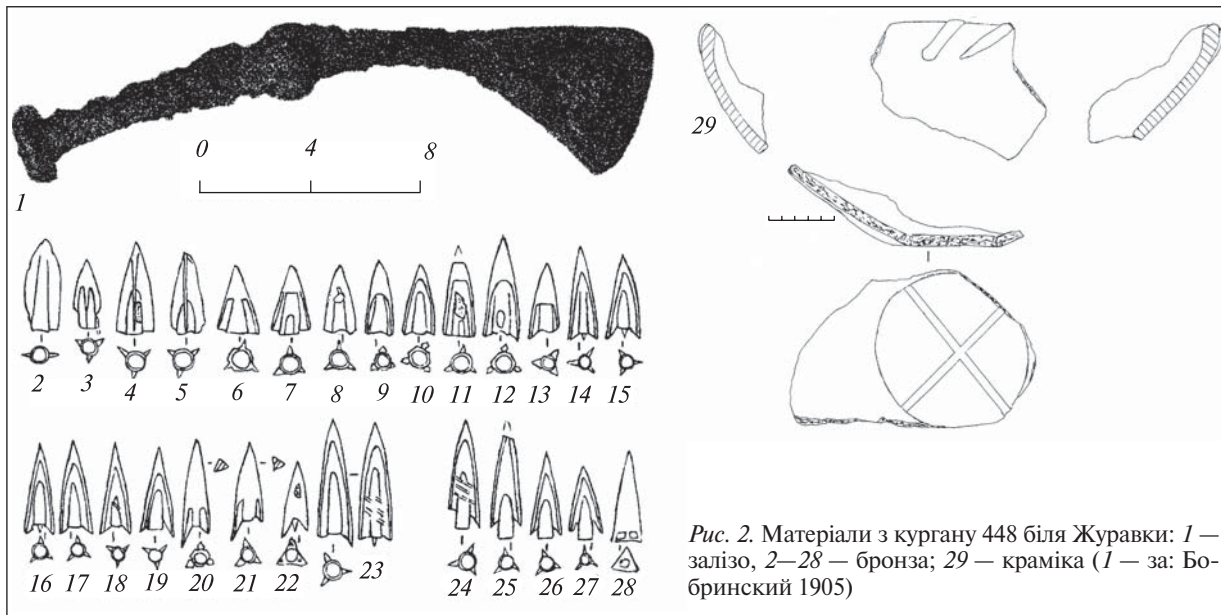 29
0 4 8
1
2 3 4 5 6 7 8 9 10 11 12 13 14 15
16 17 18 19 20 21 22 23 24 25 26 27 28
Рис. 2. Матеріали з кургану 448 біля Журавки: 1 —
залізо, 2—28 — бронза; 29 — краміка (1 — за: Бо-
бринский 1905)